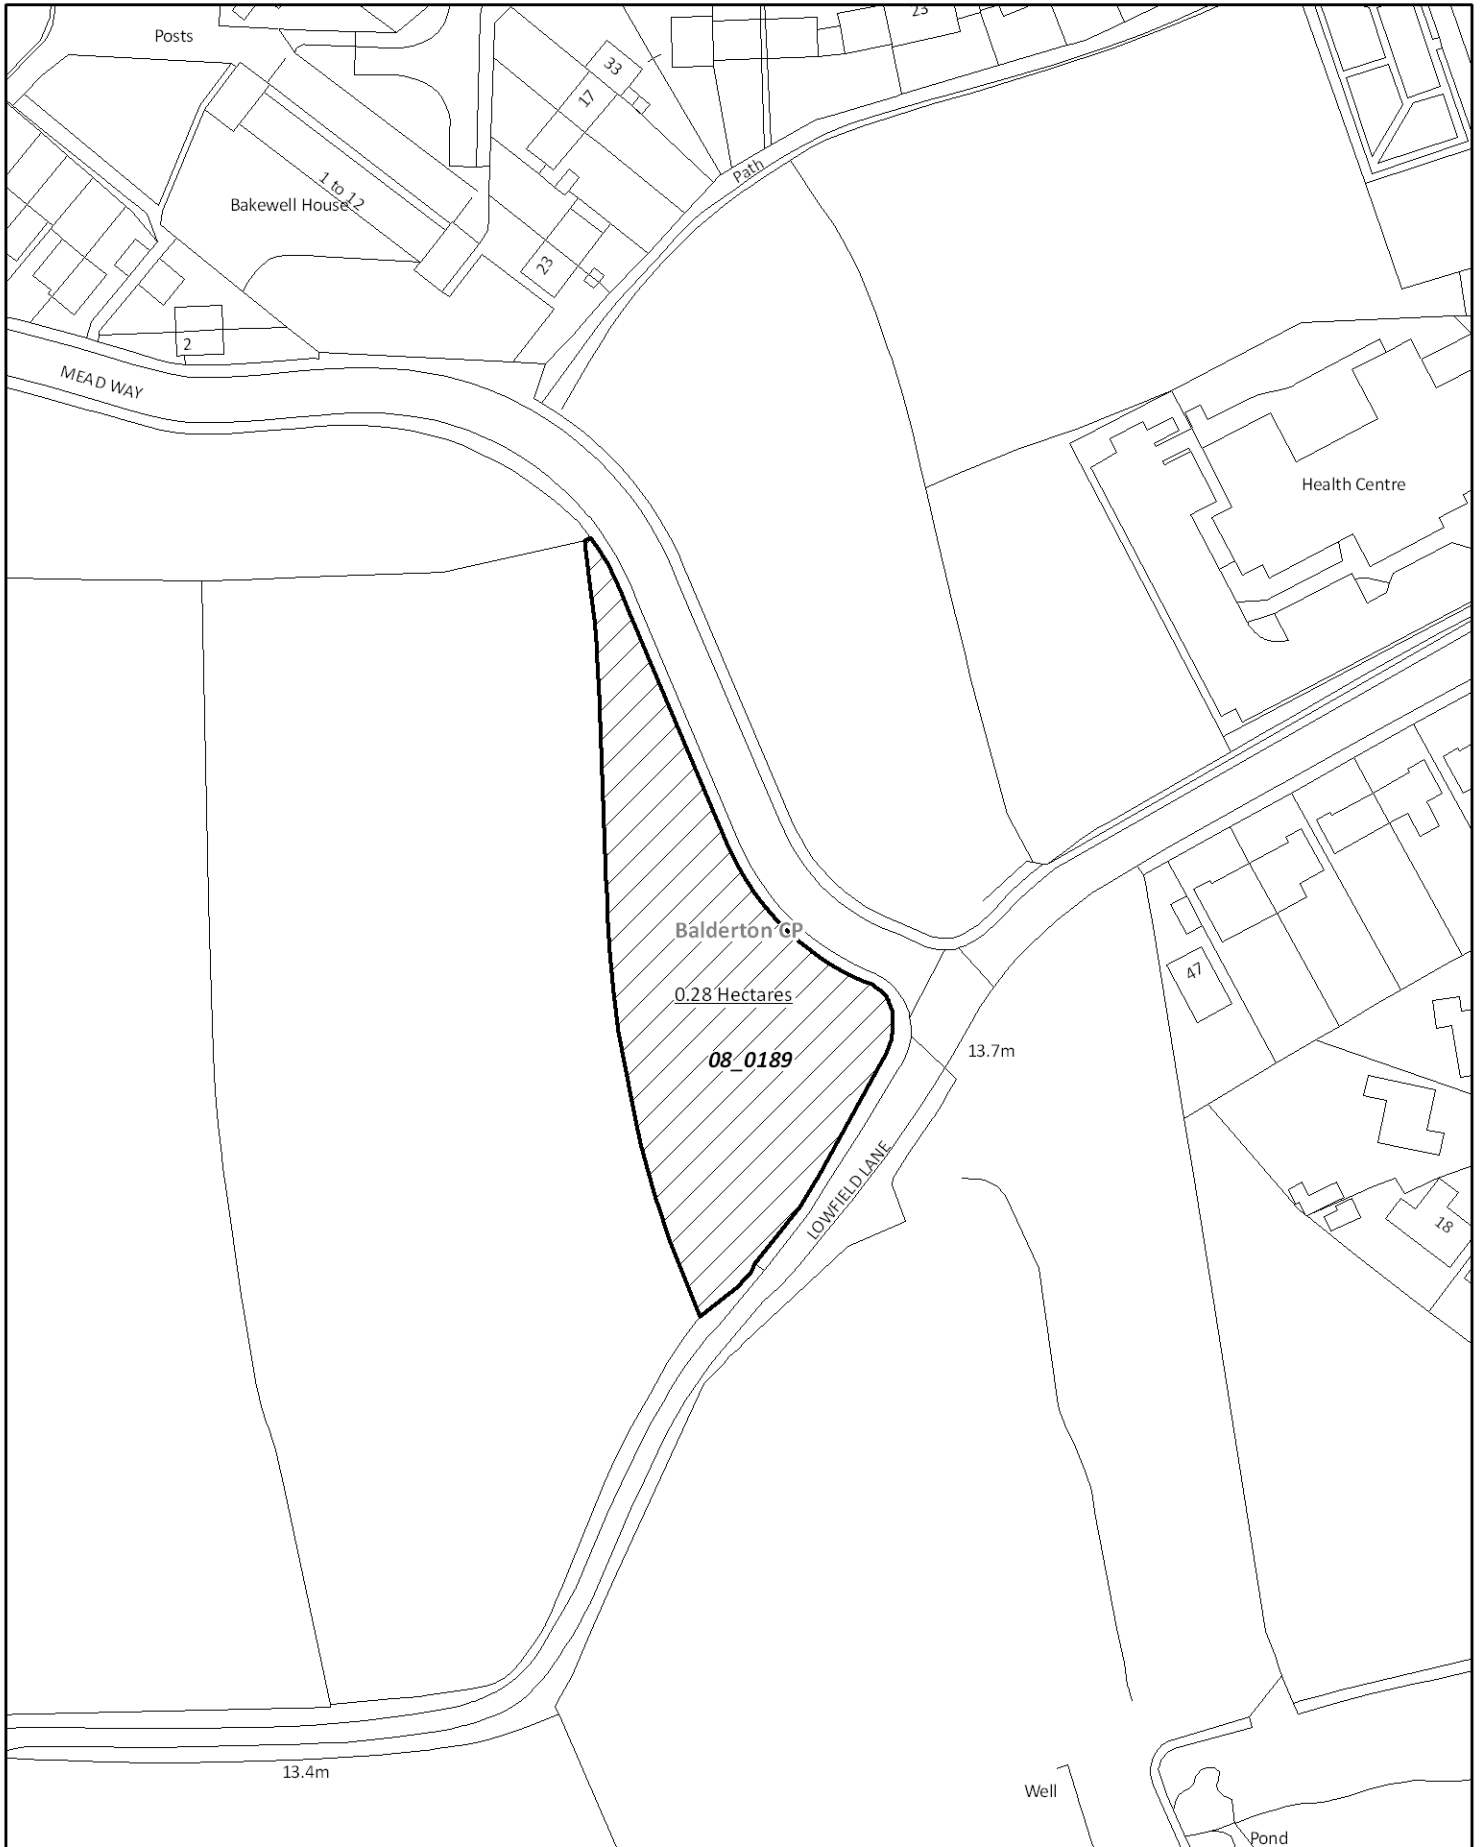 Posts
23
33
17
Path
1 to 12
Bakewell House
23
2
MEAD WAY
Health Centre
Balderton CP
47
0.28 Hectares
13.7m
08_0189
LOWFIELD LANE
18
13.4m
Well
Pond